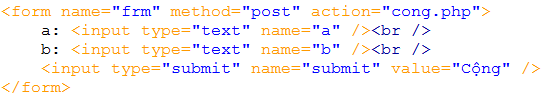 <form name="frm" method="post" action="cong.php">
a: <input type="text" name="a" /><br />
b: <input type="text" name="b" /><br />
<input type="submit" name="submit" value="Cộng" />
</form>